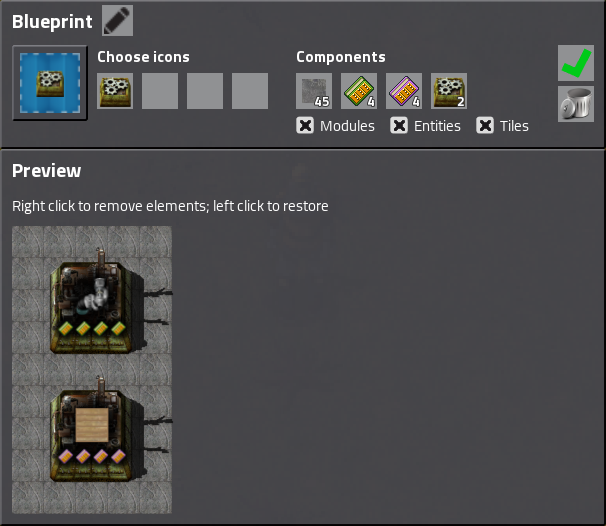 Blueprint
Choose icons
Components
45
4
4
2
Modules
Entities
Tiles
Preview
Right click to remove elements; left click to restore